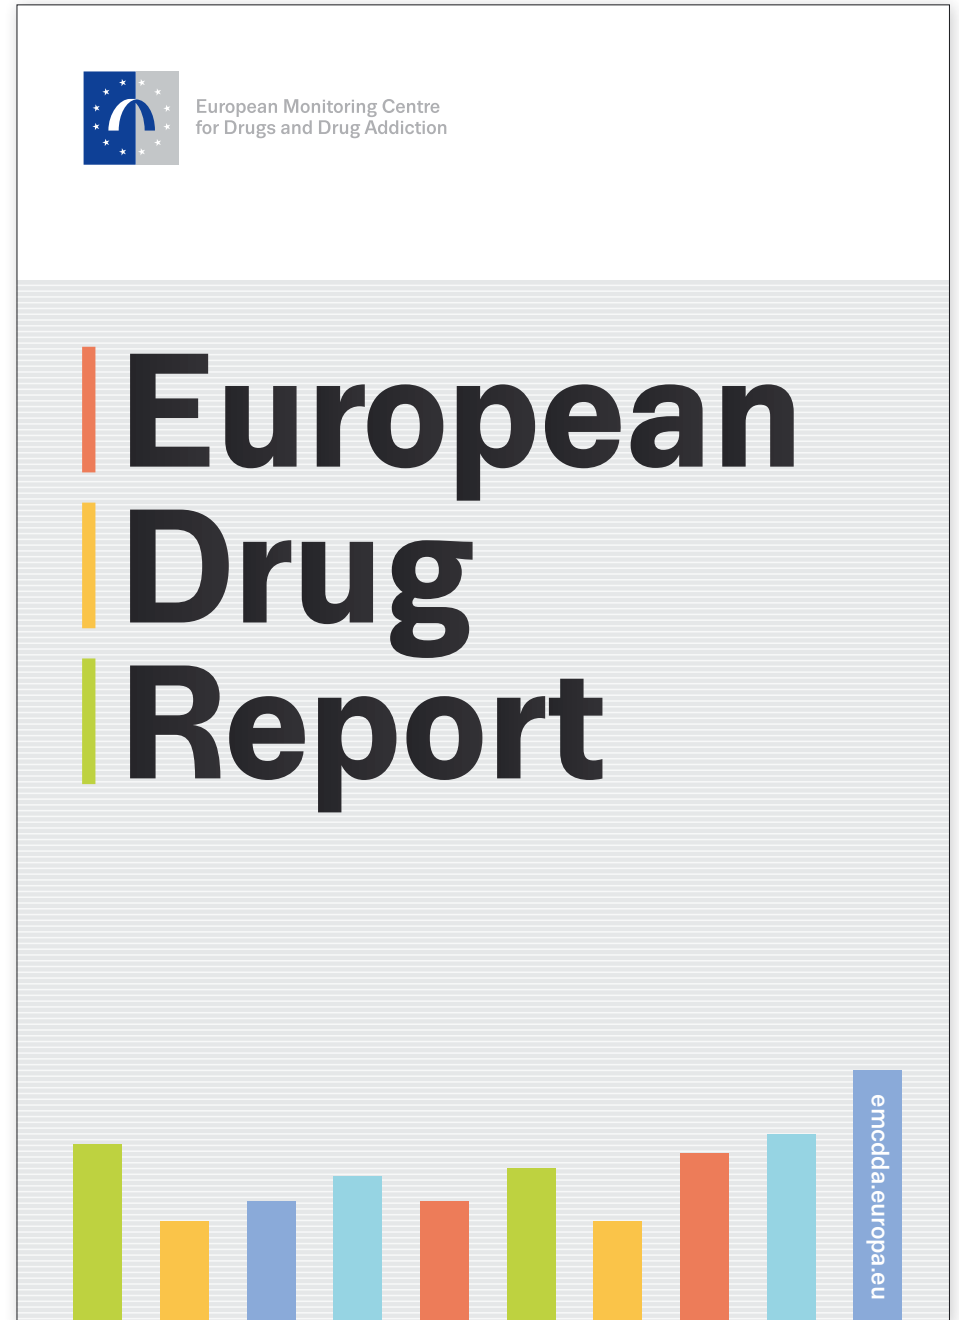 European Monitoring Centre
for Drugs and Drug Addiction
European
Drug
Report
emcdda.europa.eu